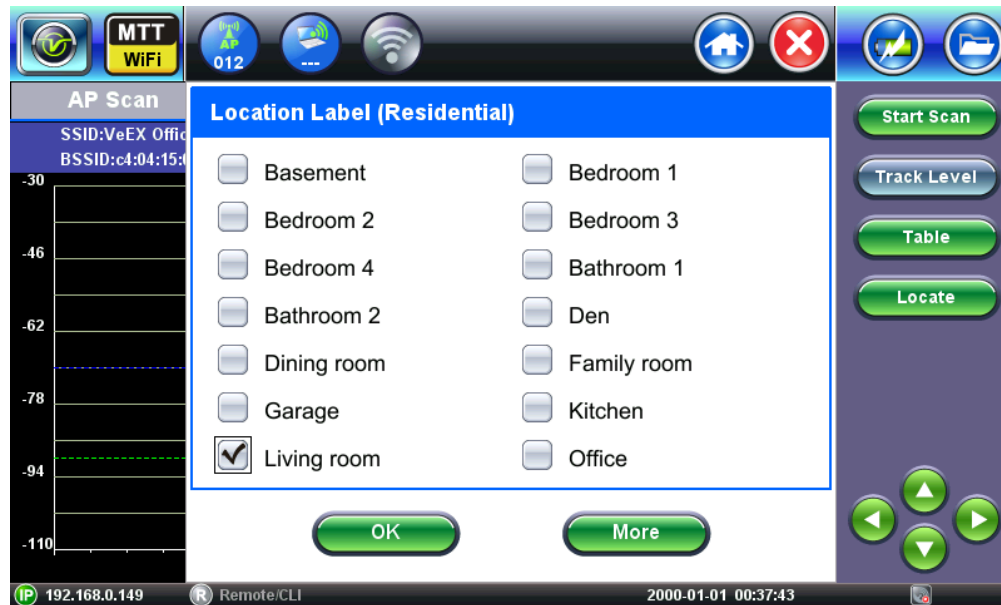 MTT
WiFi
AP
012
---
AP Scan
SSID:VeEX Offic
BSSID:c4:04:15:
-30
-46
-62
-78
-94
-110
Location Label (Residential)
Basement
Bedroom 1
Bedroom 2
Bedroom 3
Bedroom 4
Bathroom 1
Bathroom 2
Den
Dining room
Family room
Garage
Kitchen
Living room
Office
OK
More
Start Scan
Track Level
Table
Locate
IP 192.168.0.149
R Remote/CLI
2000-01-01 00:37:43